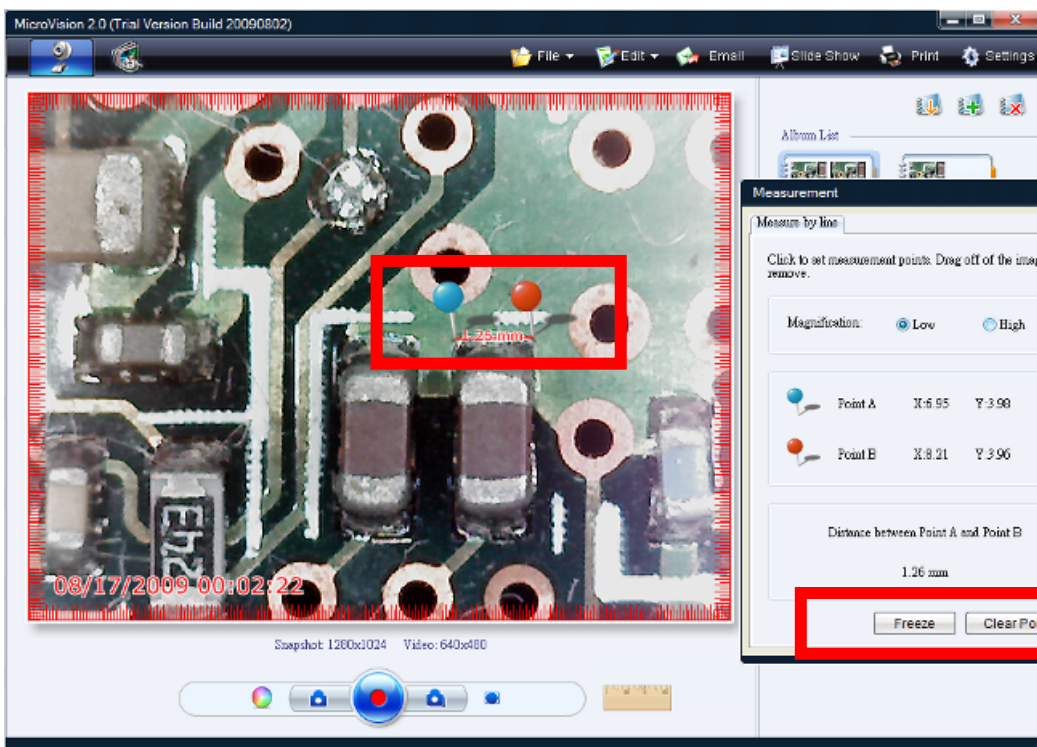 MicroVision 2.0 (Trial Version Build 20090802)
File Edit Email Slide Show Print Settings
Album List
Measurement
Measure by line
Click to set measurement points. Drag off of the imag
remove.
Magnification: Low High
1.26 mm
Point A X:6.95 Y:3.98
Point B X:8.21 Y:3.96
Distance between Point A and Point B
1.26 mm
08/17/2009 00:02:22
Freeze Clear Poi
Snapshot: 1280x1024 Video: 640x480